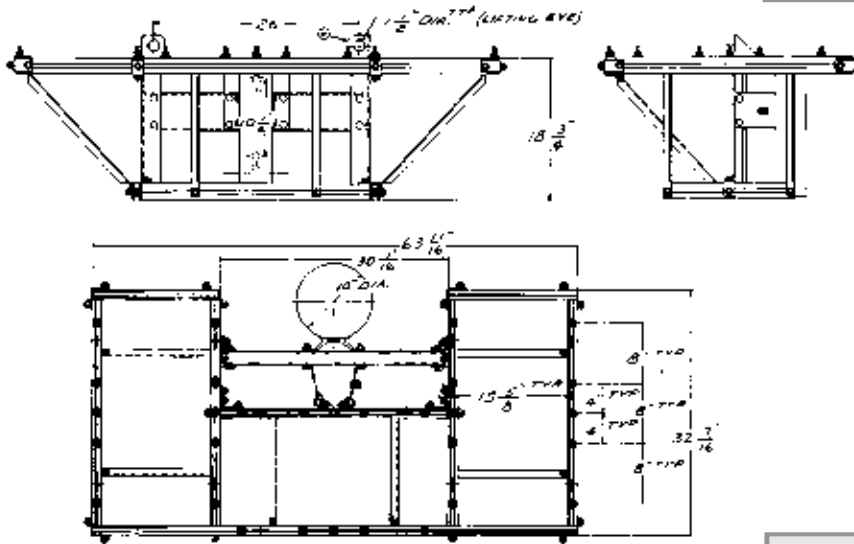 26
1 1/2" DIA. TYP (LIFTING EYE)
18 3/4"
63 11/16"
30 1/16"
10" DIA.
15 5/8" TYP
8" TYP
4" TYP
8" TYP
4" TYP
8" TYP
32 7/16"